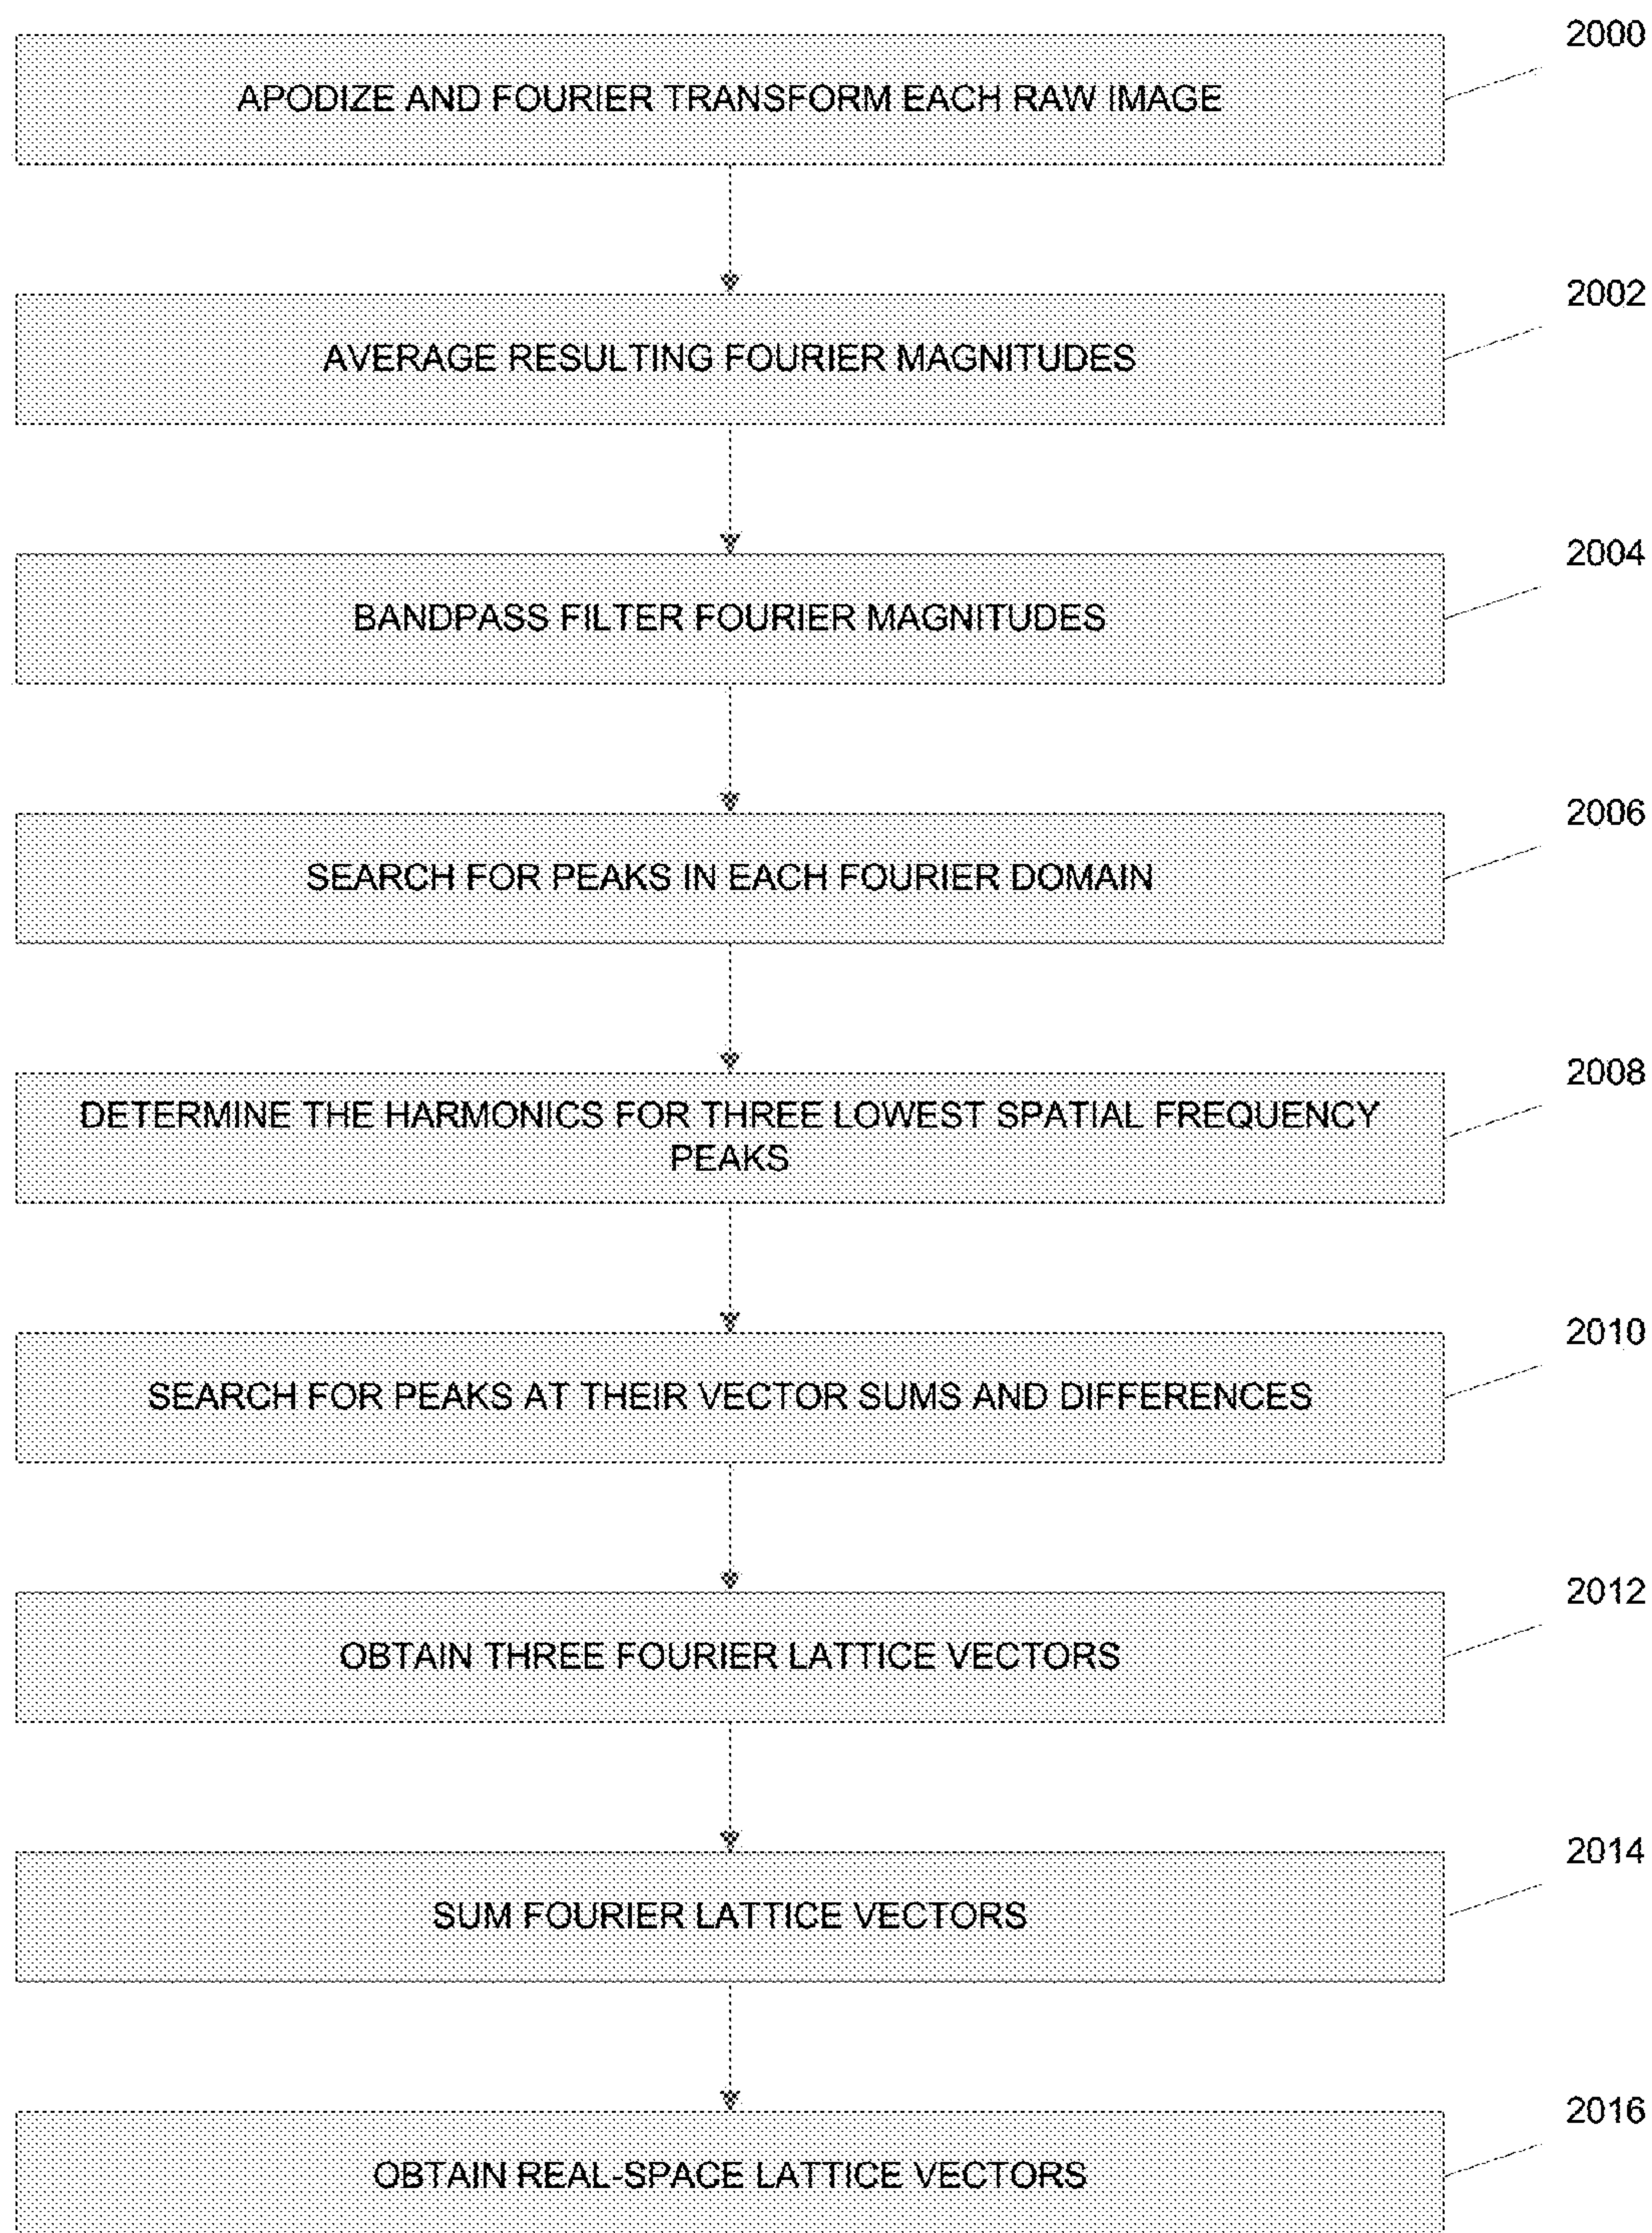 2000
APODIZE AND FOURIER TRANSFORM EACH RAW IMAGE
2002
AVERAGE RESULTING FOURIER MAGNITUDES
2004
BANDPASS FILTER FOURIER MAGNITUDES
2006
SEARCH FOR PEAKS IN EACH FOURIER DOMAIN
2008
DETERMINE THE HARMONICS FOR THREE LOWEST SPATIAL FREQUENCY
PEAKS
2010
SEARCH FOR PEAKS AT THEIR VECTOR SUMS AND DIFFERENCES
2012
OBTAIN THREE FOURIER LATTICE VECTORS
2014
SUM FOURIER LATTICE VECTORS
2016
OBTAIN REAL-SPACE LATTICE VECTORS